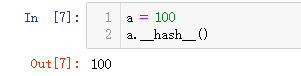 In [7]: 1 a = 100
2 a.__hash__()
Out[7]: 100